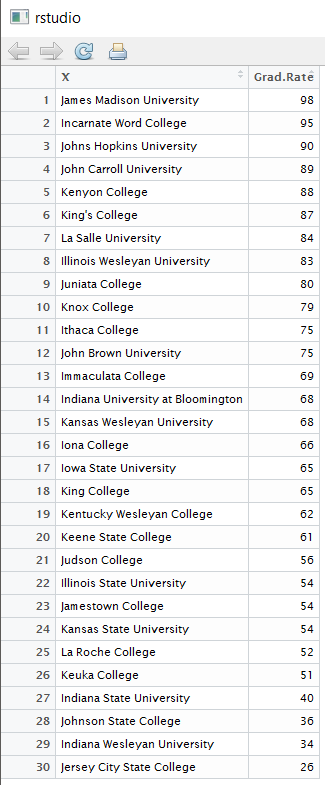 rstudio
X Grad.Rate
1 James Madison University 98
2 Incarnate Word College 95
3 Johns Hopkins University 90
4 John Carroll University 89
5 Kenyon College 88
6 King's College 87
7 La Salle University 84
8 Illinois Wesleyan University 83
9 Juniata College 80
10 Knox College 79
11 Ithaca College 75
12 John Brown University 75
13 Immaculata College 69
14 Indiana University at Bloomington 68
15 Kansas Wesleyan University 68
16 Iona College 66
17 Iowa State University 65
18 King College 65
19 Kentucky Wesleyan College 62
20 Keene State College 61
21 Judson College 56
22 Illinois State University 54
23 Jamestown College 54
24 Kansas State University 54
25 La Roche College 52
26 Keuka College 51
27 Indiana State University 40
28 Johnson State College 36
29 Indiana Wesleyan University 34
30 Jersey City State College 26